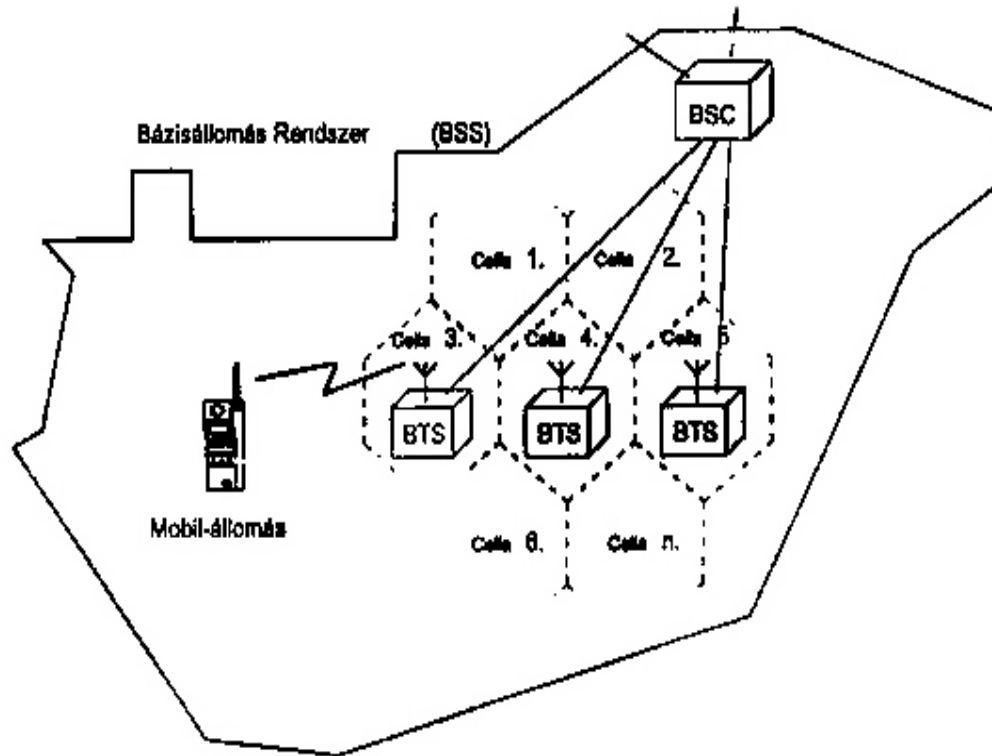 BSC
Bázisállomás Rendszer (BSS)
Cella 1. Cella 2.
Cella 3. Cella 4. Cella 5
BTS BTS BTS
Mobil-állomás
Cella 6. Cella n.